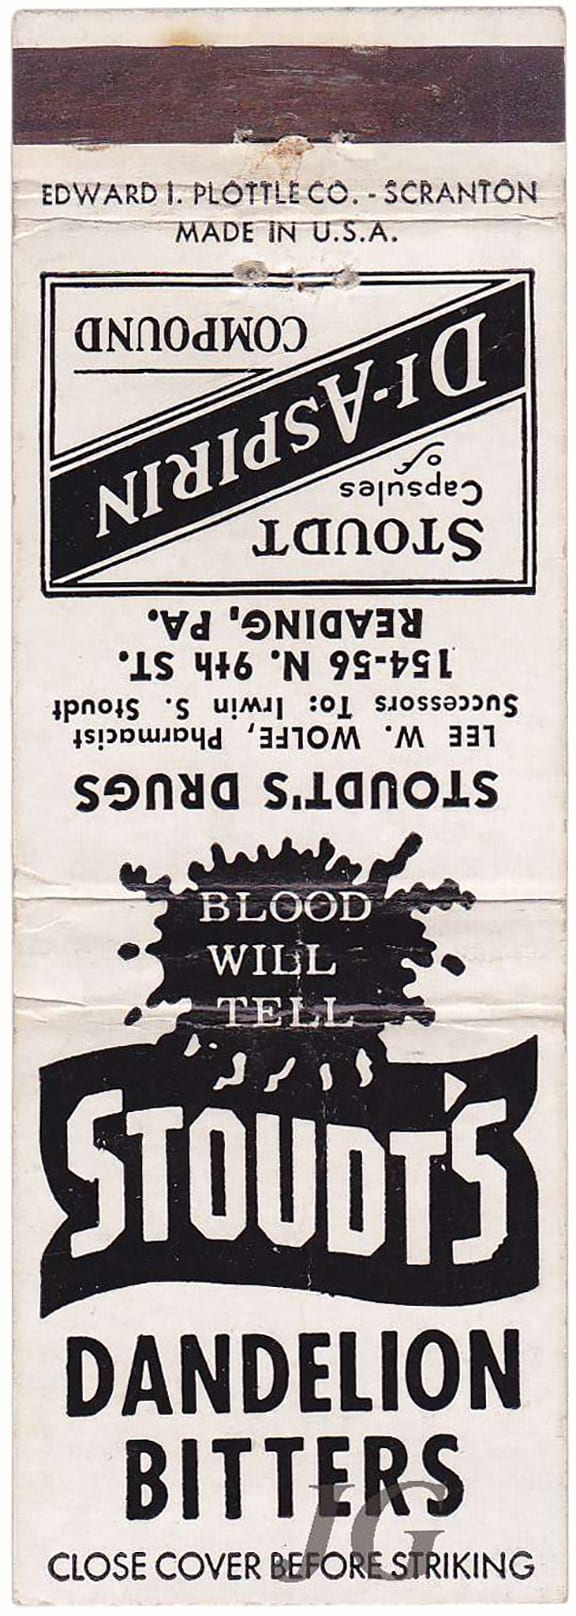 EDWARD I. PLOTTLE CO. - SCRANTON
MADE IN U.S.A.
STOUDT'S DRUGS
LEE W. WOLFE, Pharmacist
Successors To: Irwin S. Stoudt
154-56 N. 9th ST.
READING, PA.
STOUDT
Capsules
of
DI-ASPIRIN
COMPOUND
BLOOD
WILL
TELL
STOUDT'S
DANDELION
BITTERS
CLOSE COVER BEFORE STRIKING
JG